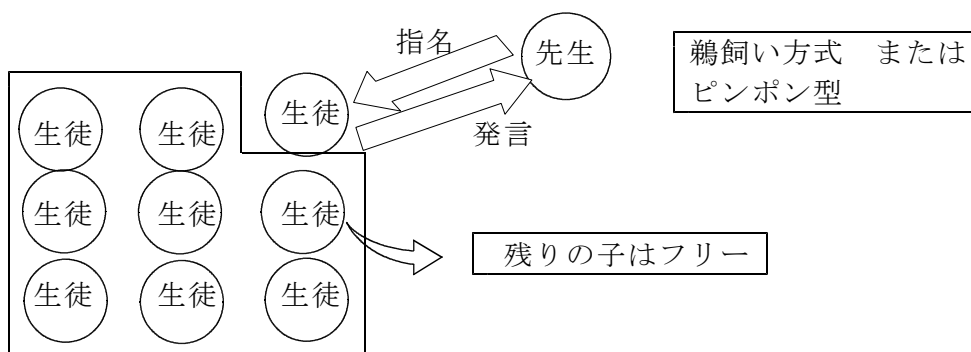 指名
先生
鵜飼い方式　または
ピンポン型
生徒
生徒
生徒
発言
生徒
生徒
生徒
残りの子はフリー
生徒
生徒
生徒